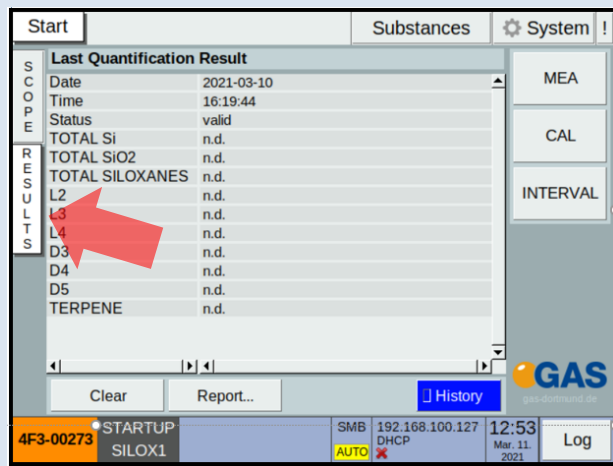 Start
Substances
System
!
SCOPE
RESULTS
Last Quantification Result
Date 2021-03-10
Time 16:19:44
Status valid
TOTAL Si n.d.
TOTAL SiO2 n.d.
TOTAL SILOXANES n.d.
L2 n.d.
L3 n.d.
L4 n.d.
D3 n.d.
D4 n.d.
D5 n.d.
TERPENE n.d.
MEA
CAL
INTERVAL
Clear
Report...
History
GAS
gas-dortmund.de
4F3-00273
STARTUP
SILOX1
SMB
AUTO
192.168.100.127
DHCP
12:53
Mar. 11.
2021
Log